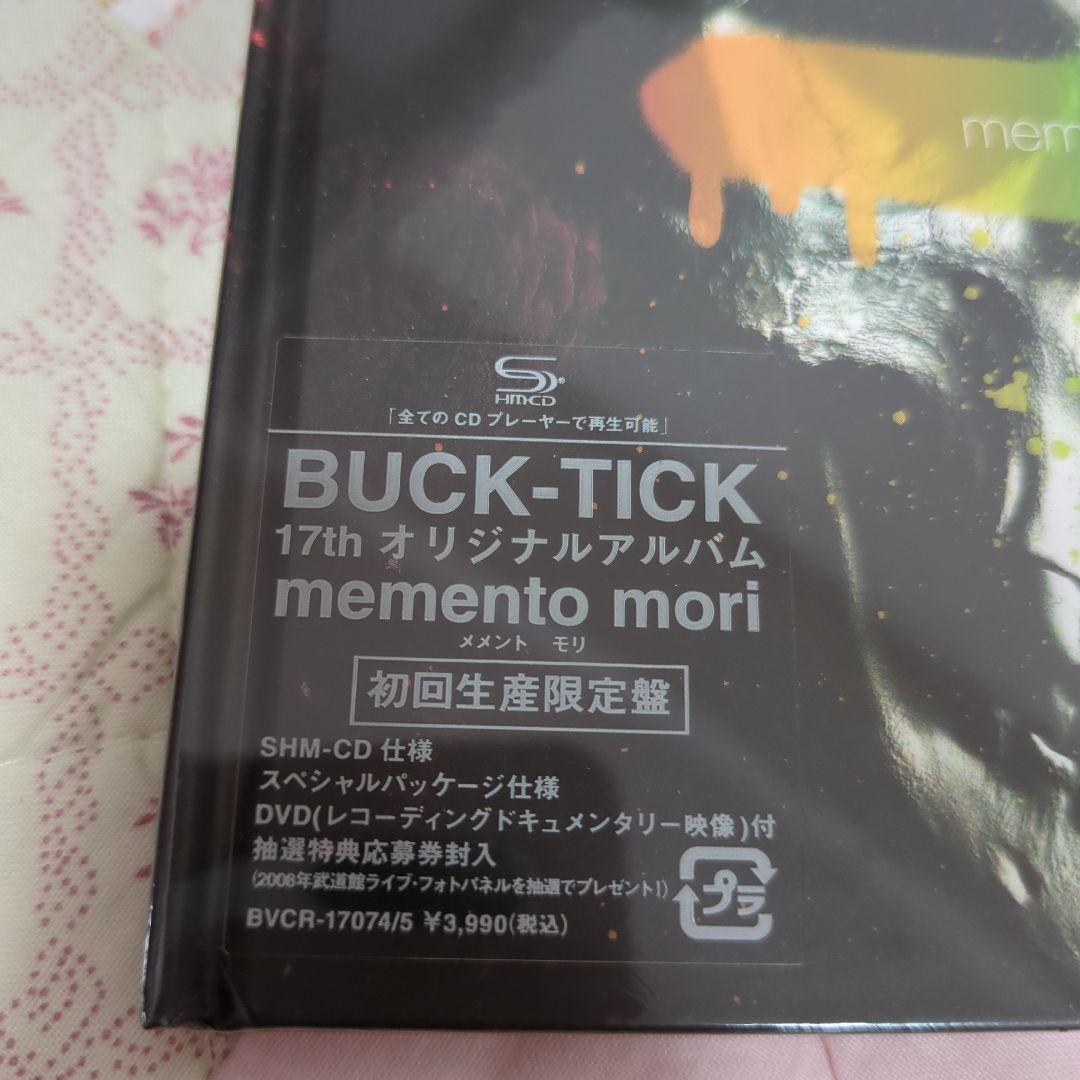 mem
S
HM-CD
「全ての CD プレーヤーで再生可能」
BUCK-TICK
17th オリジナルアルバム
memento mori
メメント モリ
初回生産限定盤
SHM-CD 仕様
スペシャルパッケージ仕様
DVD(レコーディングドキュメンタリー映像)付
抽選特典応募券封入
(2008年武道館ライブ・フォトパネルを抽選でプレゼント!)
BVCR-17074/5 ¥3,990(税込)
プラ